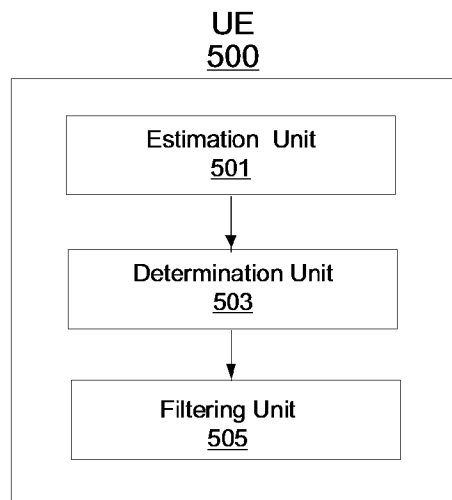 UE
500
Estimation Unit
501
Determination Unit
503
Filtering Unit
505